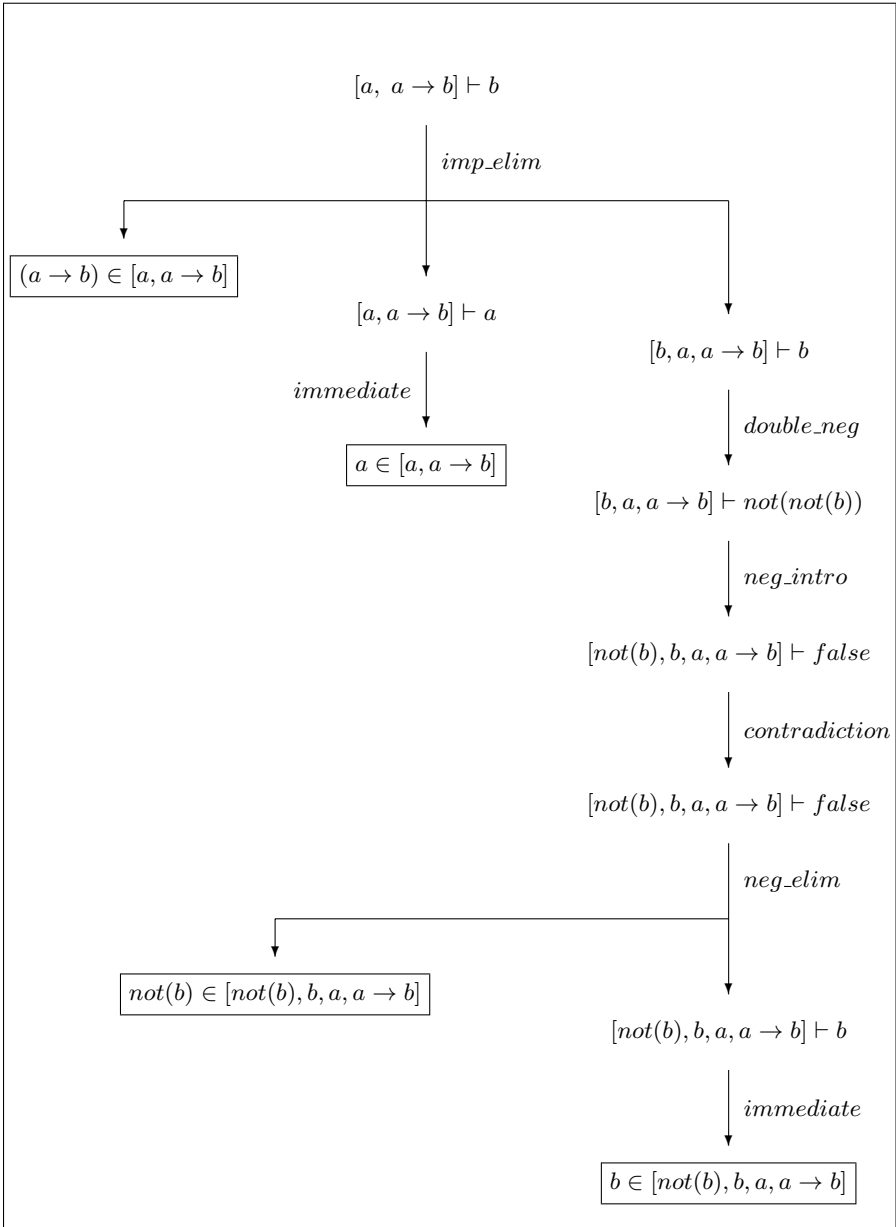 [a, a → b] ⊢ b
imp_elim
(a → b) ∈ [a, a → b]
[a, a → b] ⊢ a
[b, a, a → b] ⊢ b
immediate
double_neg
a ∈ [a, a → b]
[b, a, a → b] ⊢ not(not(b))
neg_intro
[not(b), b, a, a → b] ⊢ false
contradiction
[not(b), b, a, a → b] ⊢ false
neg_elim
not(b) ∈ [not(b), b, a, a → b]
[not(b), b, a, a → b] ⊢ b
immediate
b ∈ [not(b), b, a, a → b]